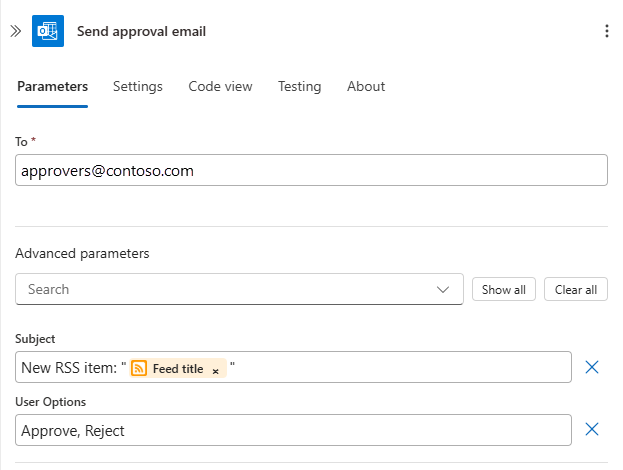 Send approval email
Parameters Settings Code view Testing About
To *
approvers@contoso.com
Advanced parameters
Search Show all Clear all
Subject
New RSS item: " Feed title × "
User Options
Approve, Reject